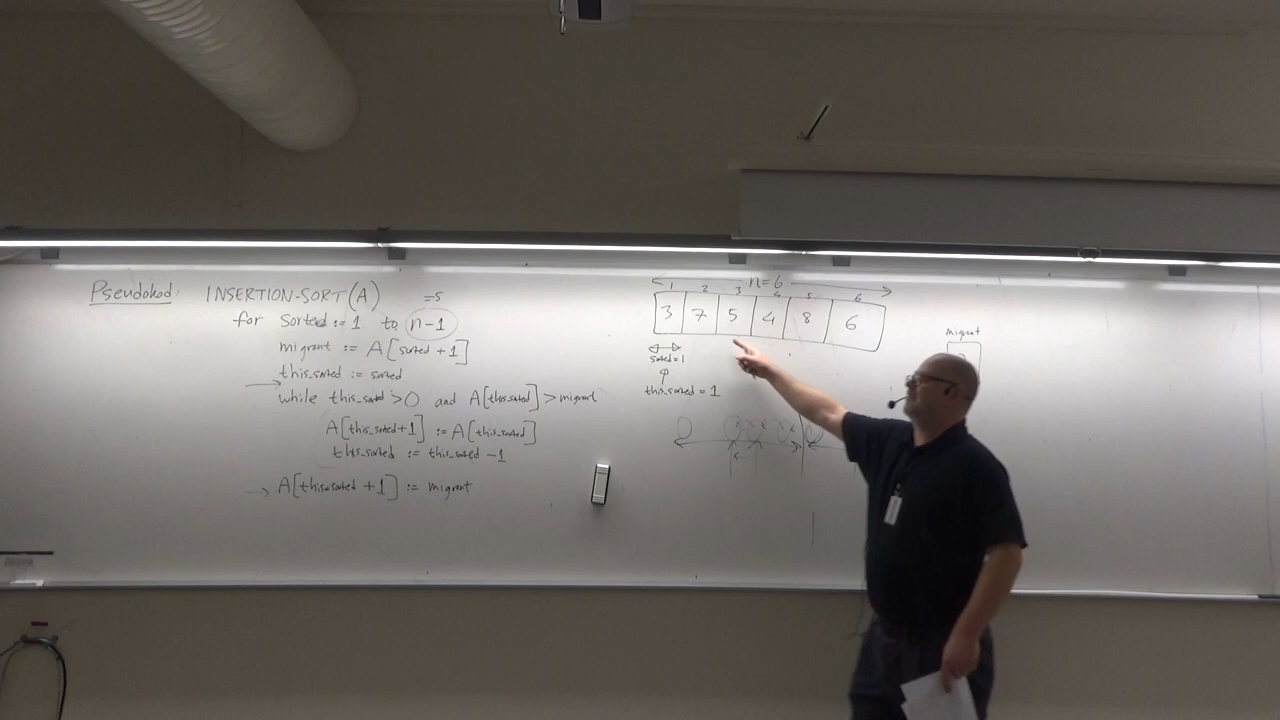 Pseudokod: INSERTION-SORT(A)
=5
for sorted := 1 to n-1
migrant := A[sorted +1]
this_sorted := sorted
→ while this_sorted >0 and A[this_sorted] > migrant
A[this_sorted+1] := A[this_sorted]
this_sorted := this_sorted -1
→ A[this_sorted +1] := migrant
n=6
1 2 3 4 5 6
3 7 5 4 8 6
sorted=1
this_sorted = 1
migrant